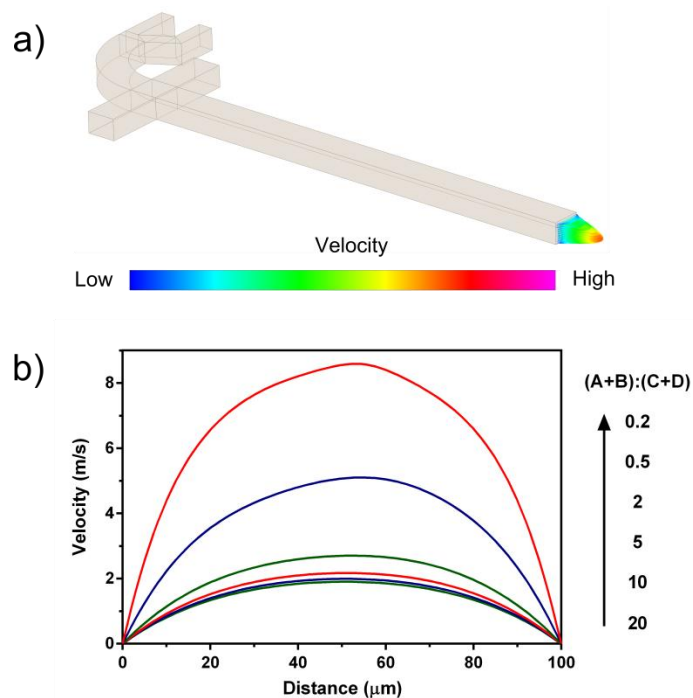 a)
Velocity
Low High
b)
(A+B):(C+D)
0.2
0.5
2
5
10
20
Velocity (m/s)
8
6
4
2
0
0 20 40 60 80 100
Distance (μm)